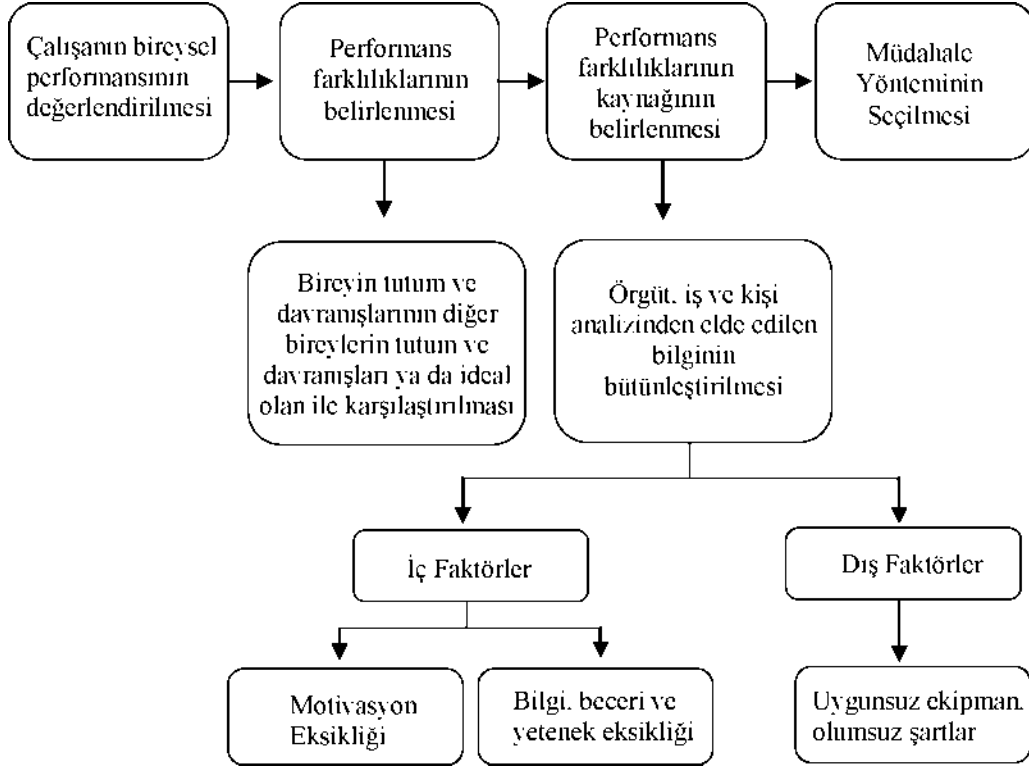 Çalışanın bireysel
performansının
değerlendirilmesi
Performans
farklılıklarının
belirlenmesi
Performans
farklılıklarının
kaynağının
belirlenmesi
Müdahale
Yönteminin
Seçilmesi
Bireyin tutum ve
davranışlarının diğer
bireylerin tutum ve
davranışları ya da ideal
olan ile karşılaştırılması
Örgüt, iş ve kişi
analizinden elde edilen
bilginin
bütünleştirilmesi
İç Faktörler
Dış Faktörler
Motivasyon
Eksikliği
Bilgi, beceri ve
yetenek eksikliği
Uygunsuz ekipman,
olumsuz şartlar